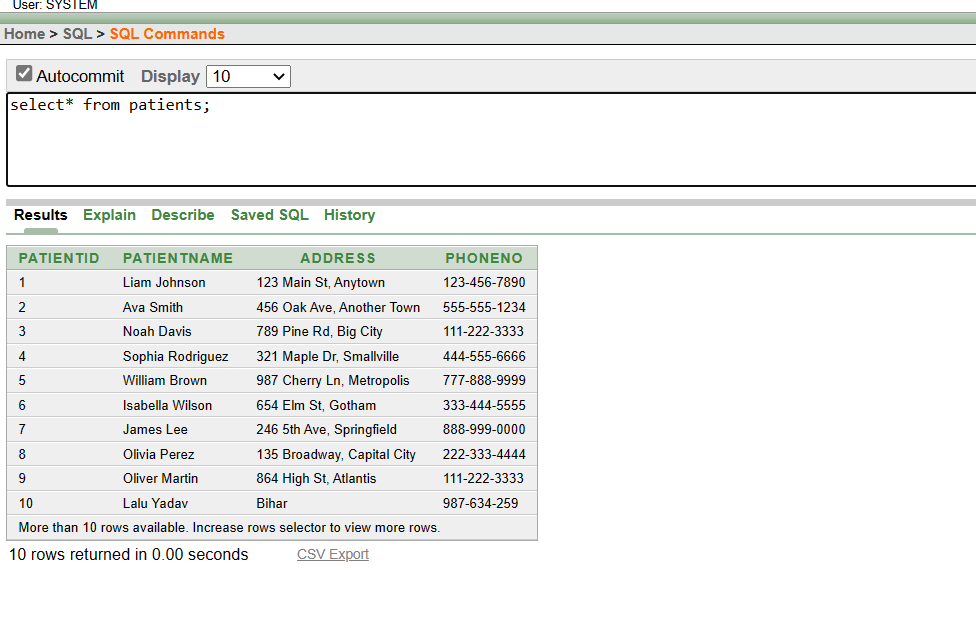 User: SYSTEM
Home > SQL > SQL Commands
Autocommit Display 10
select* from patients;
Results Explain Describe Saved SQL History
PATIENTID PATIENTNAME ADDRESS PHONENO
1 Liam Johnson 123 Main St, Anytown 123-456-7890
2 Ava Smith 456 Oak Ave, Another Town 555-555-1234
3 Noah Davis 789 Pine Rd, Big City 111-222-3333
4 Sophia Rodriguez 321 Maple Dr, Smallville 444-555-6666
5 William Brown 987 Cherry Ln, Metropolis 777-888-9999
6 Isabella Wilson 654 Elm St, Gotham 333-444-5555
7 James Lee 246 5th Ave, Springfield 888-999-0000
8 Olivia Perez 135 Broadway, Capital City 222-333-4444
9 Oliver Martin 864 High St, Atlantis 111-222-3333
10 Lalu Yadav Bihar 987-634-259
More than 10 rows available. Increase rows selector to view more rows.
10 rows returned in 0.00 seconds CSV Export